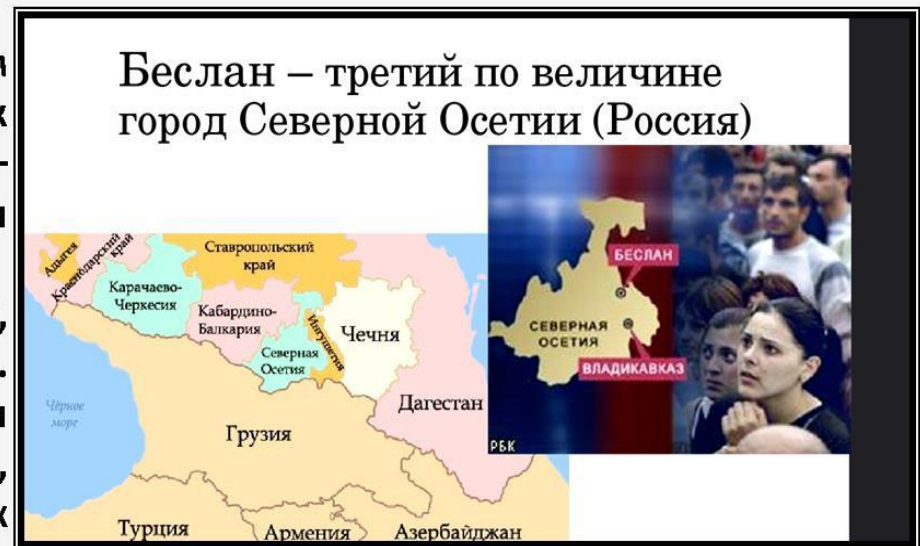 Беслан – третий по величине
город Северной Осетии (Россия)
Адыгея
Краснодарский
край
Ставропольский
край
Карачаево-
Черкесия
Кабардино-
Балкария
Северная
Осетия
Ингушетия
Чечня
Дагестан
Чёрное
море
Грузия
Турция
Армения
Азербайджан
БЕСЛАН
СЕВЕРНАЯ
ОСЕТИЯ
ВЛАДИКАВКАЗ
РБК